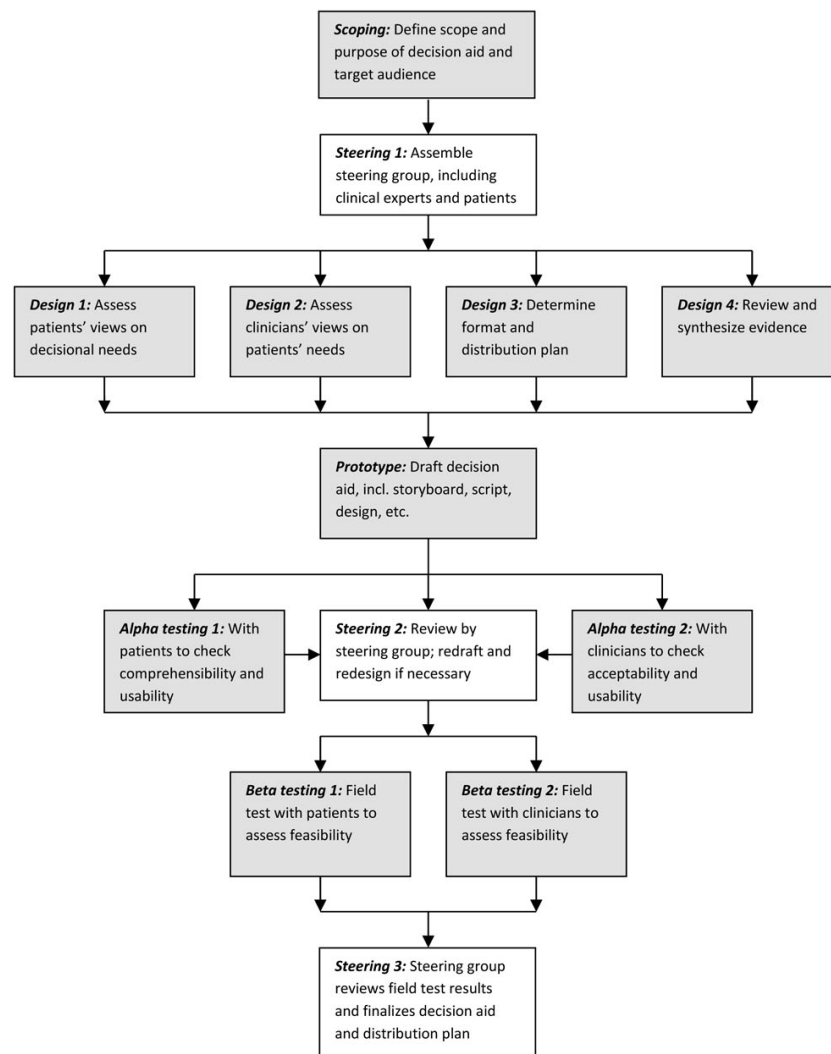 Scoping: Define scope and
purpose of decision aid and
target audience
Steering 1: Assemble
steering group, including
clinical experts and patients
Design 1: Assess
patients’ views on
decisional needs
Design 2: Assess
clinicians’ views on
patients’ needs
Design 3: Determine
format and
distribution plan
Design 4: Review and
synthesize evidence
Prototype: Draft decision
aid, incl. storyboard, script,
design, etc.
Alpha testing 1: With
patients to check
comprehensibility and
usability
Steering 2: Review by
steering group; redraft and
redesign if necessary
Alpha testing 2: With
clinicians to check
acceptability and
usability
Beta testing 1: Field
test with patients to
assess feasibility
Beta testing 2: Field
test with clinicians to
assess feasibility
Steering 3: Steering group
reviews field test results
and finalizes decision aid
and distribution plan